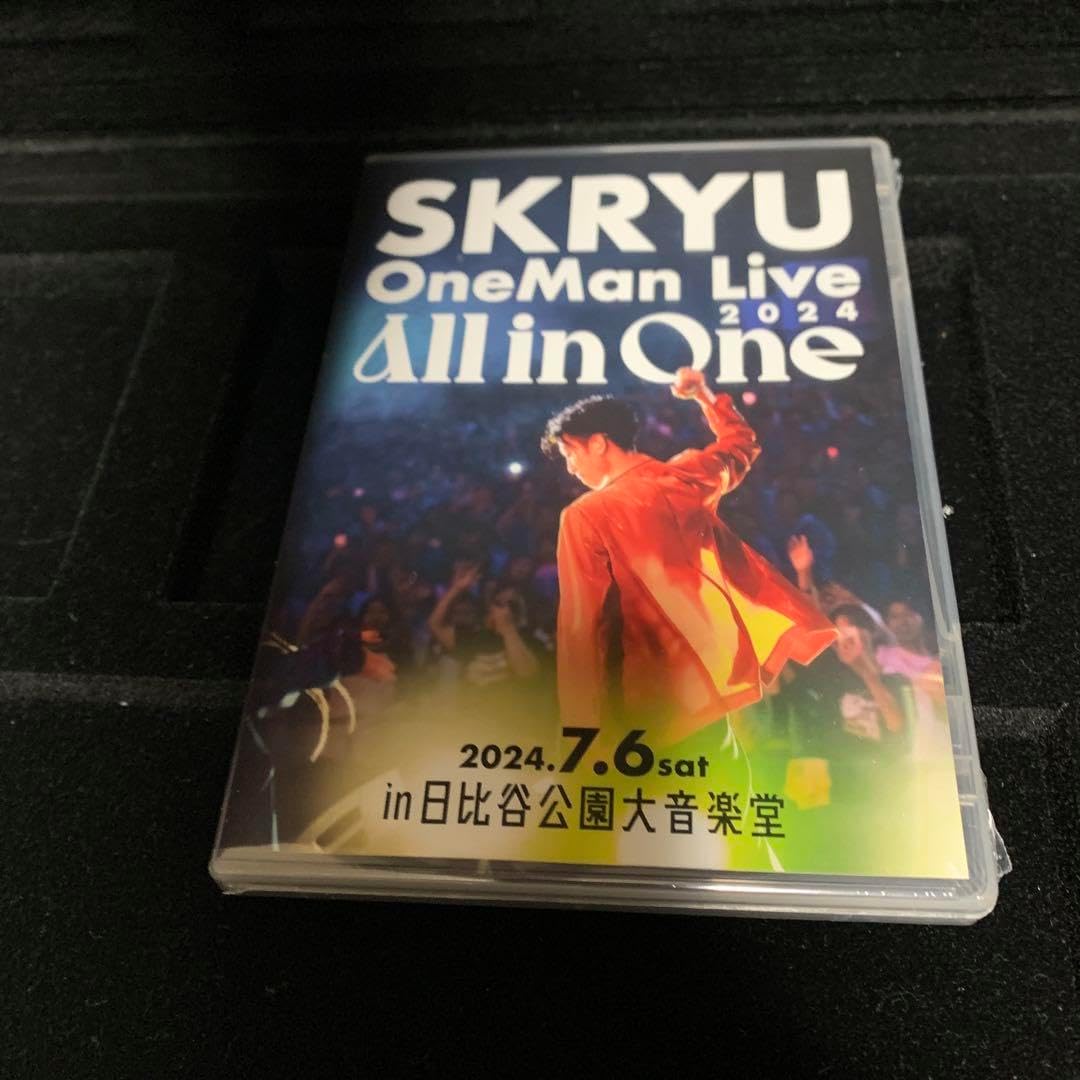 SKRYU
OneMan Live
2024
All in One
2024.7.6sat
in日比谷公園大音楽堂